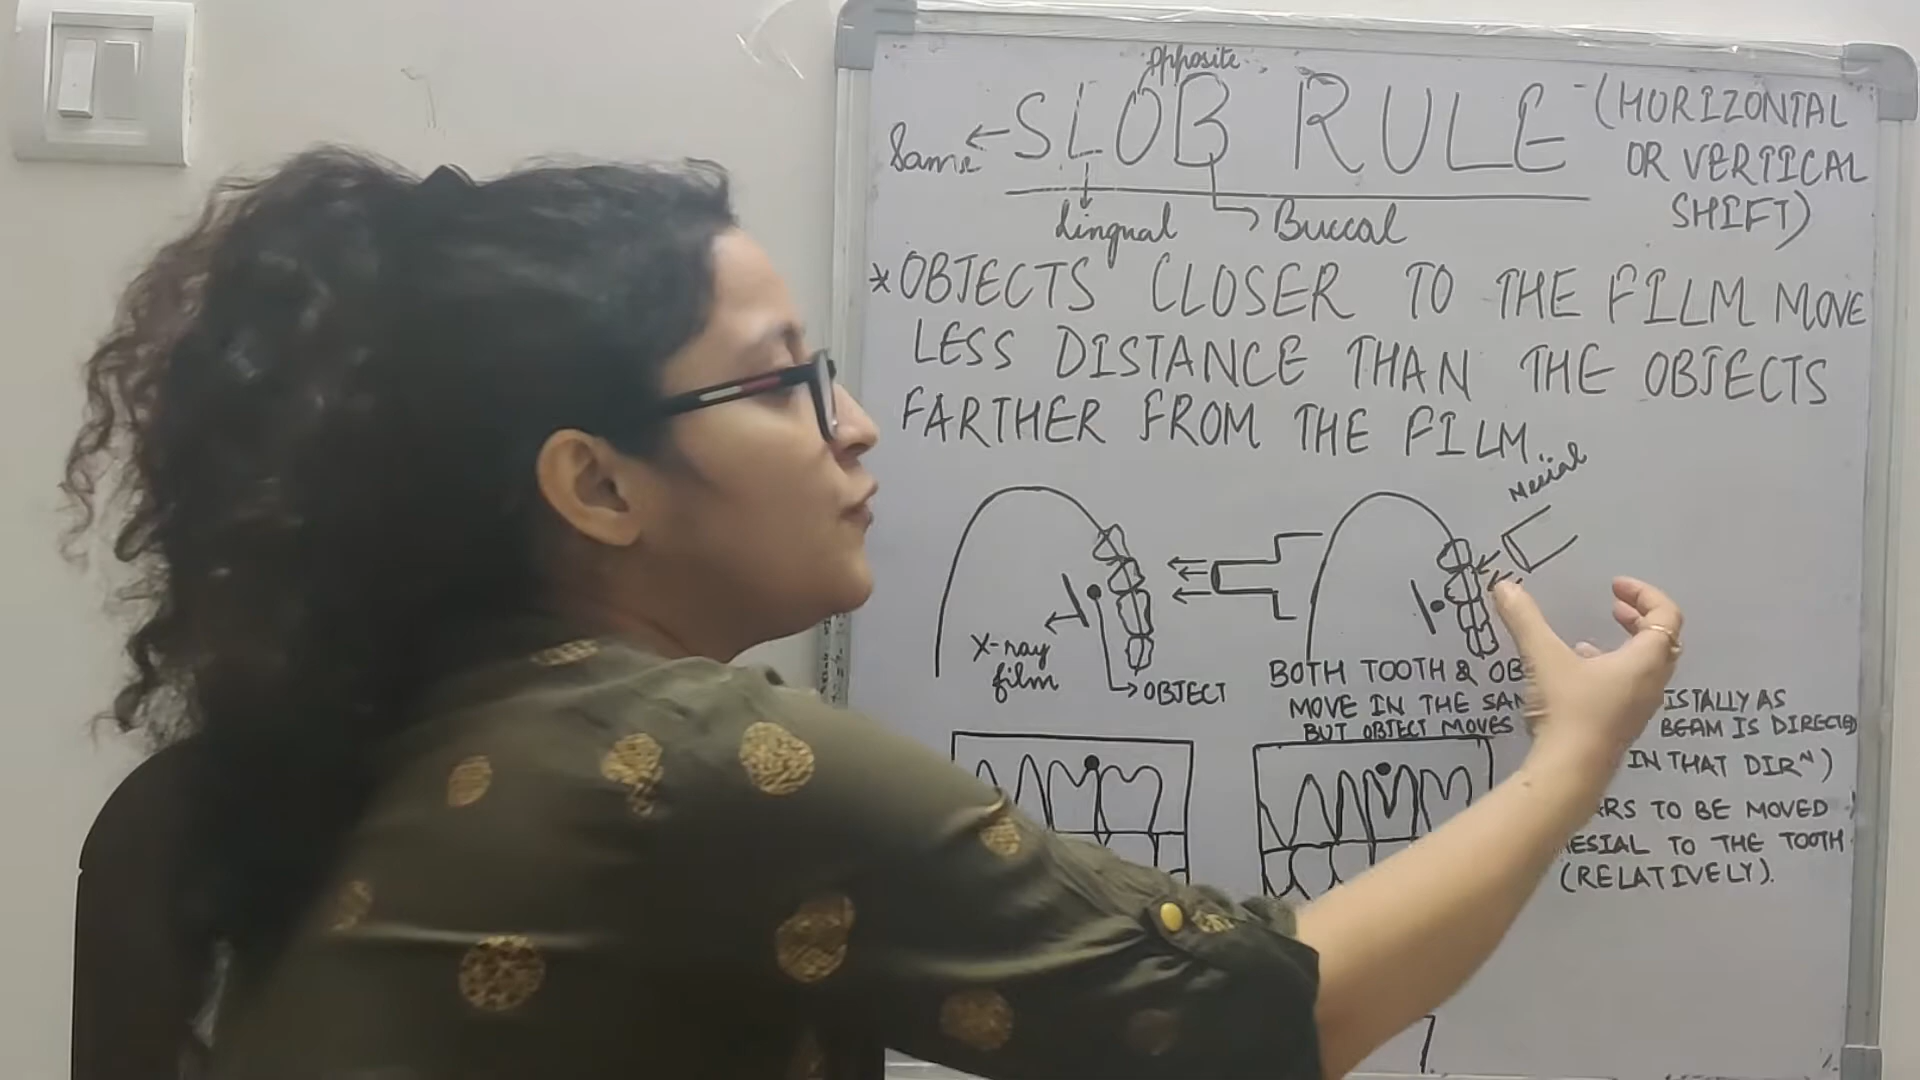 Opposite
SLOB RULE - (HORIZONTAL
OR VERTICAL
SHIFT)
Same
Lingual
Buccal
*OBJECTS CLOSER TO THE FILM MOVE
LESS DISTANCE THAN THE OBJECTS
FARTHER FROM THE FILM.
Mesial
X-ray
film
OBJECT
BOTH TOOTH & OB
MOVE IN THE SAM ISTALLY AS
BUT OBJECT MOVES BEAM IS DIRECTED
IN THAT DIRN)
RS TO BE MOVED
ESIAL TO THE TOOTH
(RELATIVELY).